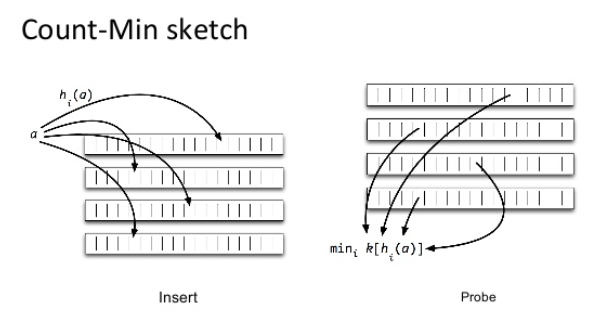 Count-Min sketch
h_i(a)
a
min_i k[h_i(a)]
Insert
Probe